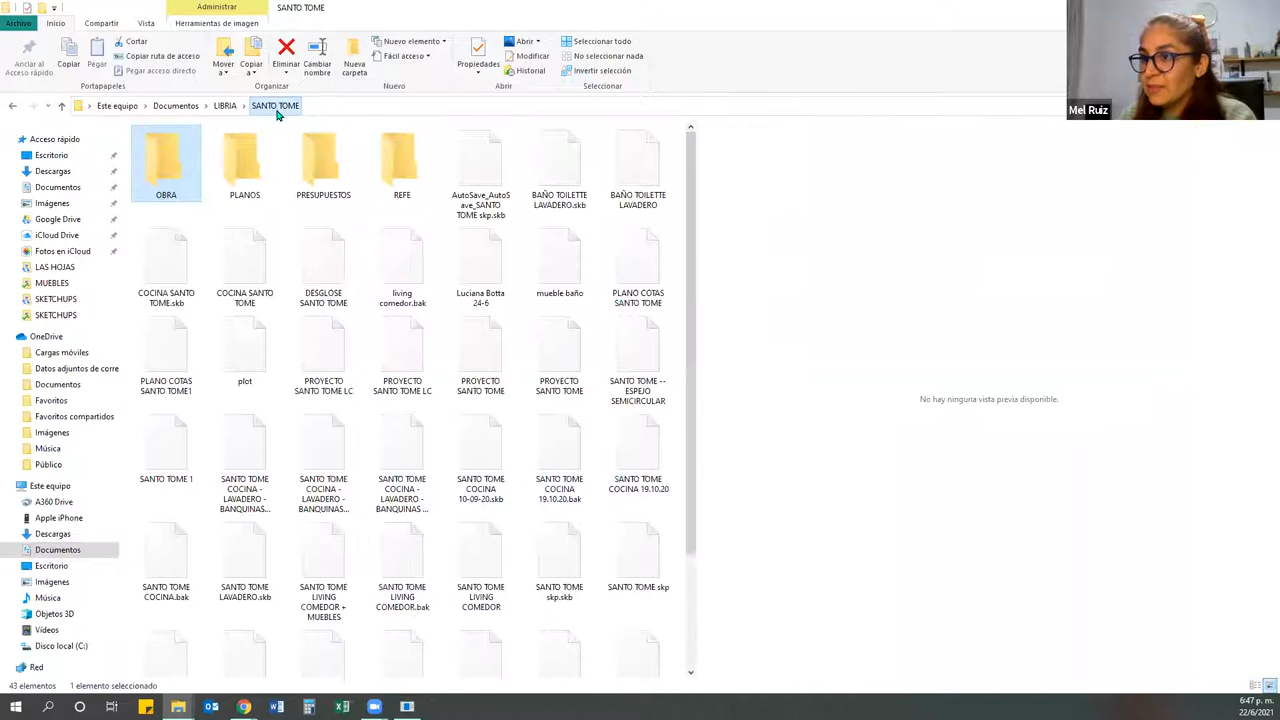 Administrar
SANTO TOME
Archivo
Inicio
Compartir
Vista
Herramientas de imagen
Anclar al
Acceso rápido
Copiar
Pegar
Cortar
Copiar ruta de acceso
Pegar acceso directo
Portapapeles
Mover
a
Copiar
a
Eliminar
Cambiar
nombre
Organizar
Nueva
carpeta
Nuevo elemento
Fácil acceso
Nuevo
Propiedades
Abrir
Modificar
Historial
Abrir
Seleccionar todo
No seleccionar nada
Invertir selección
Seleccionar
Mel Ruiz
Este equipo
Documentos
LIBRIA
SANTO TOME
Acceso rápido
Escritorio
Descargas
Documentos
Imágenes
Google Drive
iCloud Drive
Fotos en iCloud
LAS HOJAS
MUEBLES
SKETCHUPS
SKETCHUPS
OneDrive
Cargas móviles
Datos adjuntos de corre
Documentos
Favoritos
Favoritos compartidos
Imágenes
Música
Público
Este equipo
A360 Drive
Apple iPhone
Descargas
Documentos
Escritorio
Imágenes
Música
Objetos 3D
Vídeos
Disco local (C:)
Red
OBRA
PLANOS
PRESUPUESTOS
REFE
AutoSave_AutoS
ave_SANTO
TOME skp.skb
BAÑO TOILETTE
LAVADERO.skb
BAÑO TOILETTE
LAVADERO
COCINA SANTO
TOME.skb
COCINA SANTO
TOME
DESGLOSE
SANTO TOME
living
comedor.bak
Luciana Botta
24-6
mueble baño
PLANO COTAS
SANTO TOME
PLANO COTAS
SANTO TOME1
plot
PROYECTO
SANTO TOME LC
PROYECTO
SANTO TOME LC
PROYECTO
SANTO TOME
PROYECTO
SANTO TOME
SANTO TOME --
ESPEJO
SEMICIRCULAR
SANTO TOME 1
SANTO TOME
COCINA -
LAVADERO -
BANQUINAS...
SANTO TOME
COCINA -
LAVADERO -
BANQUINAS...
SANTO TOME
COCINA -
LAVADERO -
BANQUINAS ...
SANTO TOME
COCINA
10-09-20.skb
SANTO TOME
COCINA
19.10.20.bak
SANTO TOME
COCINA 19.10.20
SANTO TOME
COCINA.bak
SANTO TOME
LAVADERO.skb
SANTO TOME
LIVING
COMEDOR +
MUEBLES
SANTO TOME
LIVING
COMEDOR.bak
SANTO TOME
LIVING
COMEDOR
SANTO TOME
skp.skb
SANTO TOME skp
No hay ninguna vista previa disponible.
43 elementos
1 elemento seleccionado
6:47 p. m.
22/6/2021